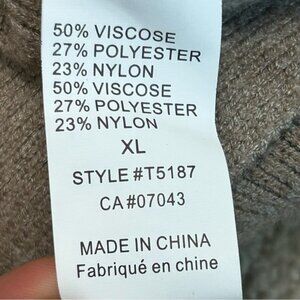 50% VISCOSE
27% POLYESTER
23% NYLON
50% VISCOSE
27% POLYESTER
23% NYLON
XL
STYLE #T5187
CA#07043
MADE IN CHINA
Fabriqué en chine